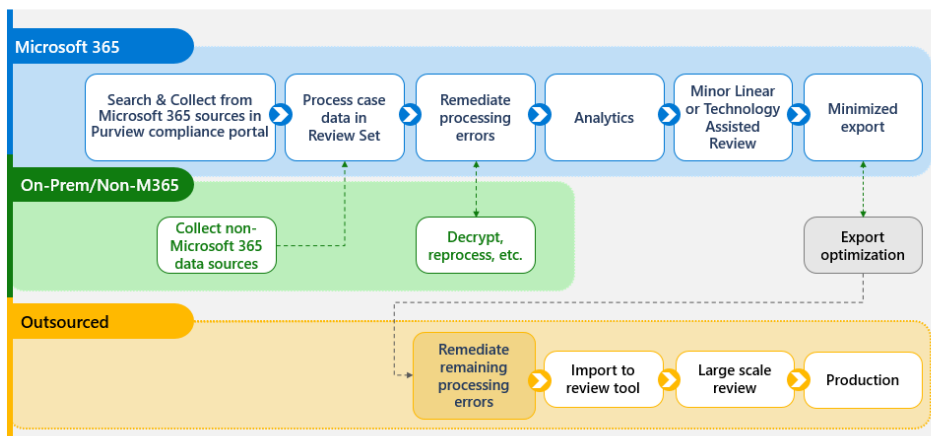 Microsoft 365
Search & Collect from
Microsoft 365 sources in
Purview compliance portal
Process case
data in
Review Set
Remediate
processing
errors
Analytics
Minor Linear
or Technology
Assisted
Review
Minimized
export
On-Prem/Non-M365
Collect non-
Microsoft 365
data sources
Decrypt,
reprocess, etc.
Export
optimization
Outsourced
Remediate
remaining
processing
errors
Import to
review tool
Large scale
review
Production